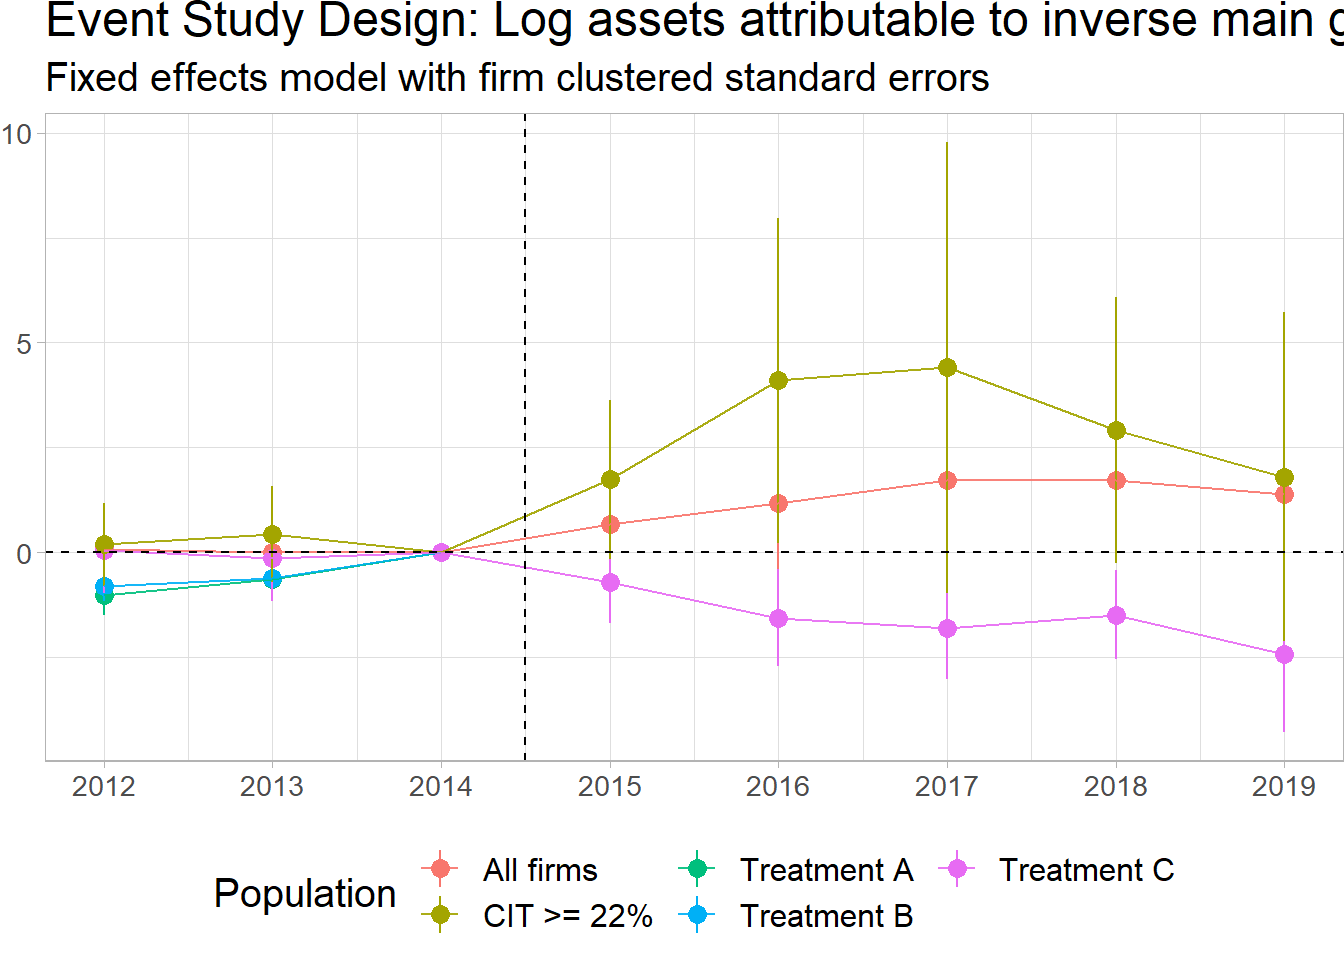 Event Study Design: Log assets attributable to inverse main
Fixed effects model with firm clustered standard errors
10
5
0
2012 2013 2014 2015 2016 2017 2018 2019
Population
All firms Treatment A Treatment C
CIT >= 22% Treatment B